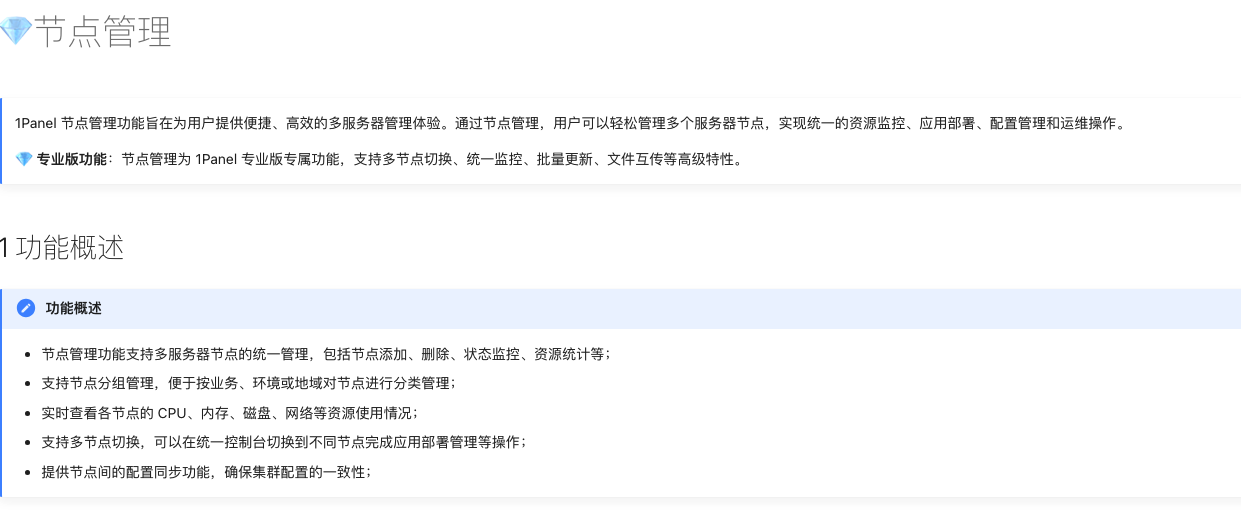 💎节点管理
1Panel 节点管理功能旨在为用户提供便捷、高效的多服务器管理体验。通过节点管理，用户可以轻松管理多个服务器节点，实现统一的资源监控、应用部署、配置管理和运维操作。
💎 专业版功能：节点管理为 1Panel 专业版专属功能，支持多节点切换、统一监控、批量更新、文件互传等高级特性。
1 功能概述
功能概述
• 节点管理功能支持多服务器节点的统一管理，包括节点添加、删除、状态监控、资源统计等；
• 支持节点分组管理，便于按业务、环境或地域对节点进行分类管理；
• 实时查看各节点的 CPU、内存、磁盘、网络等资源使用情况；
• 支持多节点切换，可以在统一控制台切换到不同节点完成应用部署管理等操作；
• 提供节点间的配置同步功能，确保集群配置的一致性；